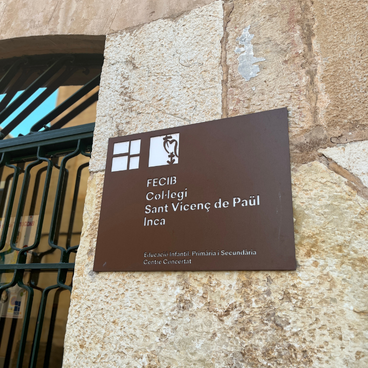 FECIB
Col·legi
Sant Vicenç de Paül
Inca
Educació Infantil, Primària i Secundària
Centre Concertat